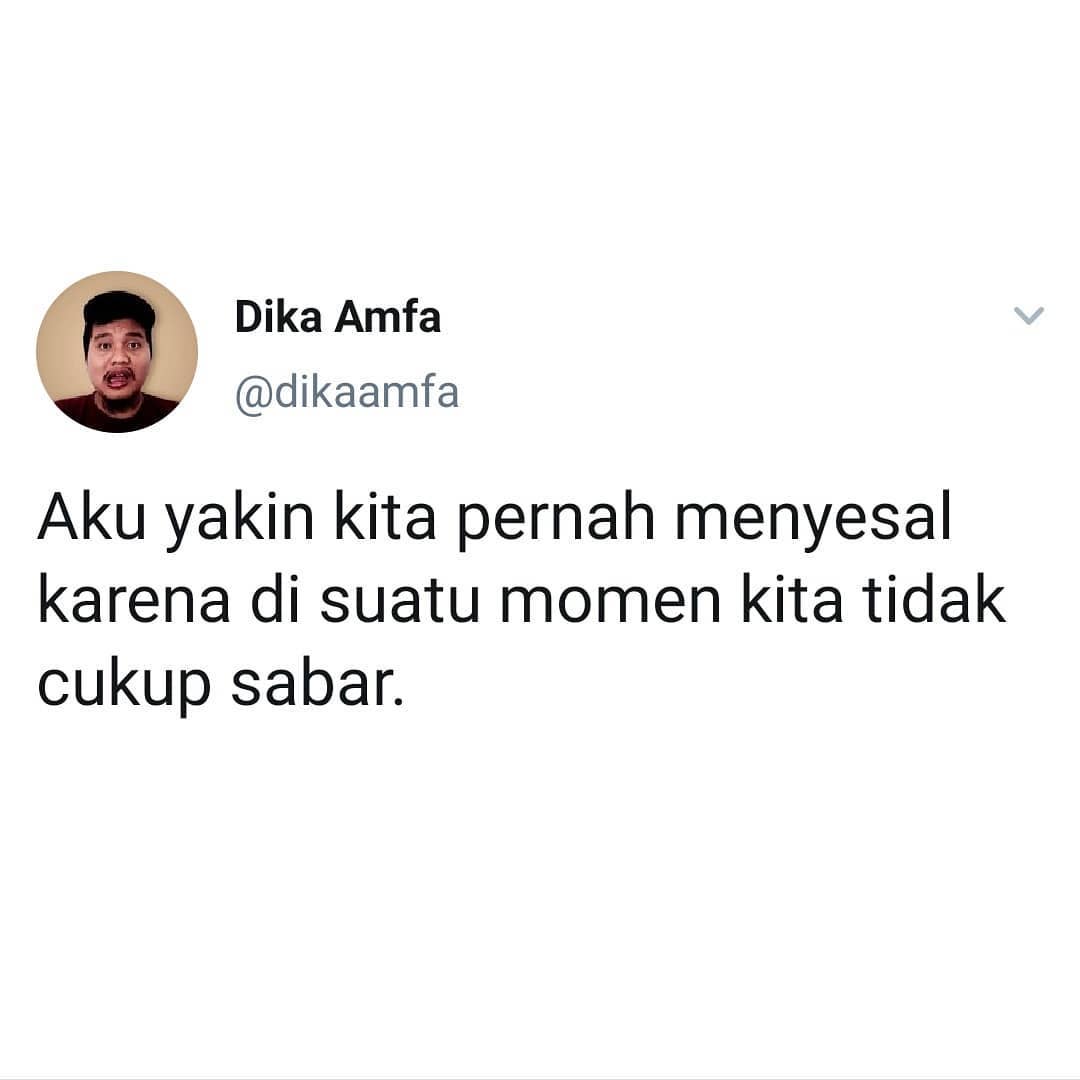 Dika Amfa
@dikaamfa
Aku yakin kita pernah menyesal
karena di suatu momen kita tidak
cukup sabar.